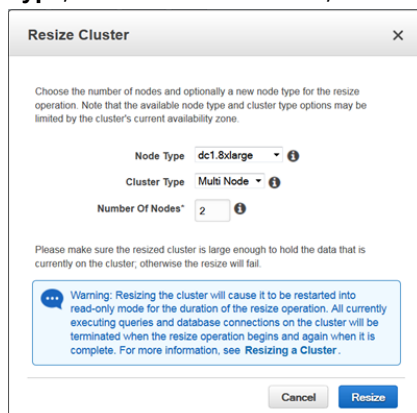 Resize Cluster ×
Choose the number of nodes and optionally a new node type for the resize
operation. Note that the available node type and cluster type options may be
limited by the cluster's current availability zone.
Node Type dc1.8xlarge
Cluster Type Multi Node
Number Of Nodes* 2
Please make sure the resized cluster is large enough to hold the data that is
currently on the cluster; otherwise the resize will fail.
Warning: Resizing the cluster will cause it to be restarted into
read-only mode for the duration of the resize operation. All currently
executing queries and database connections on the cluster will be
terminated when the resize operation begins and again when it is
complete. For more information, see Resizing a Cluster.
Cancel Resize